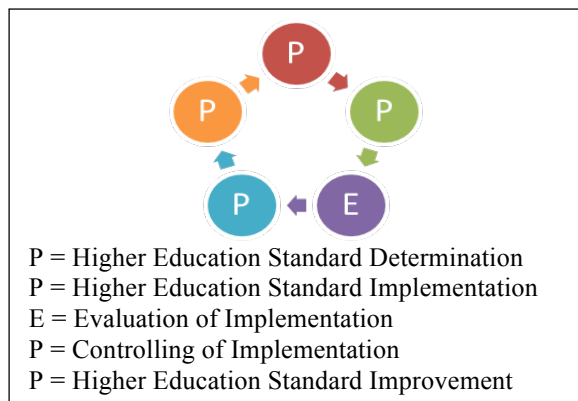 P
P
P
P
E
P = Higher Education Standard Determination
P = Higher Education Standard Implementation
E = Evaluation of Implementation
P = Controlling of Implementation
P = Higher Education Standard Improvement